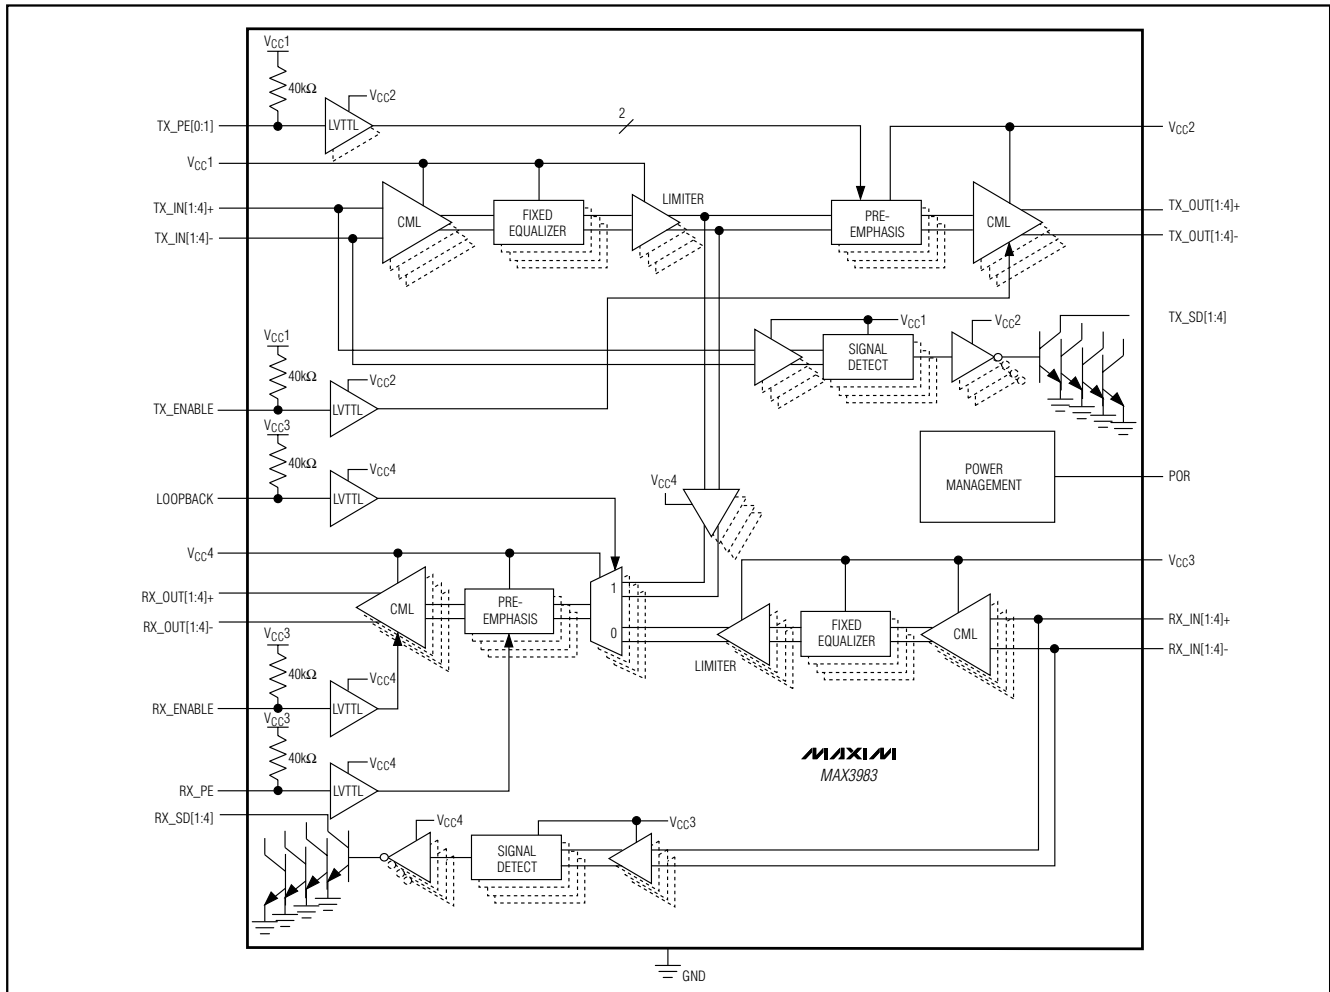 VCC1
40kΩ
VCC2
TX_PE[0:1]
LVTTL
2
VCC2
VCC1
LIMITER
TX_IN[1:4]+
CML
FIXED
EQUALIZER
PRE-
EMPHASIS
CML
TX_OUT[1:4]+
TX_IN[1:4]-
TX_OUT[1:4]-
VCC1
40kΩ
VCC1
VCC2
TX_SD[1:4]
SIGNAL
DETECT
VCC2
TX_ENABLE
LVTTL
VCC3
40kΩ
VCC4
LOOPBACK
LVTTL
VCC4
POWER
MANAGEMENT
POR
VCC4
VCC3
RX_OUT[1:4]+
CML
PRE-
EMPHASIS
1
0
RX_OUT[1:4]-
LIMITER
FIXED
EQUALIZER
CML
RX_IN[1:4]+
RX_IN[1:4]-
VCC3
40kΩ
VCC4
RX_ENABLE
LVTTL
VCC3
40kΩ
VCC4
RX_PE
LVTTL
MAXIM
MAX3983
RX_SD[1:4]
VCC4
SIGNAL
DETECT
VCC3
GND